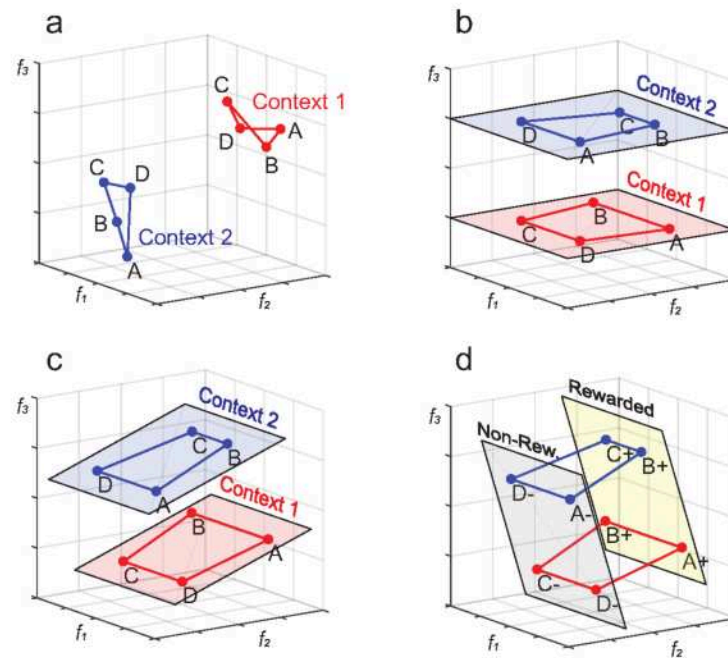 a
f3
C
Context 1
D
A
B
C
D
B
Context 2
A
f1
f2
b
f3
Context 2
D
C
B
A
Context 1
B
C
A
D
f1
f2
c
f3
Context 2
C
B
D
A
Context 1
B
A
C
D
f1
f2
d
f3
Rewarded
Non-Rew.
C+
B+
D-
A-
B+
A+
C-
D-
f1
f2